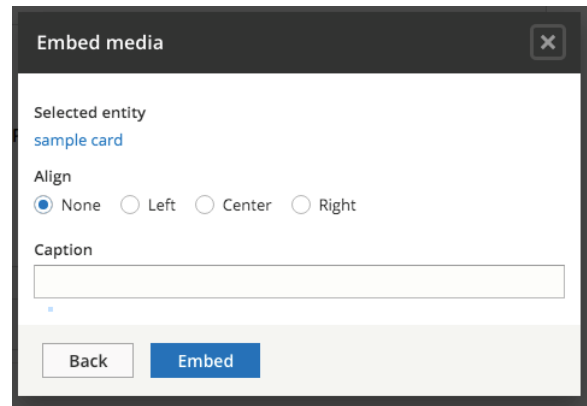 Embed media
Selected entity
sample card
Align
None Left Center Right
Caption
Back Embed